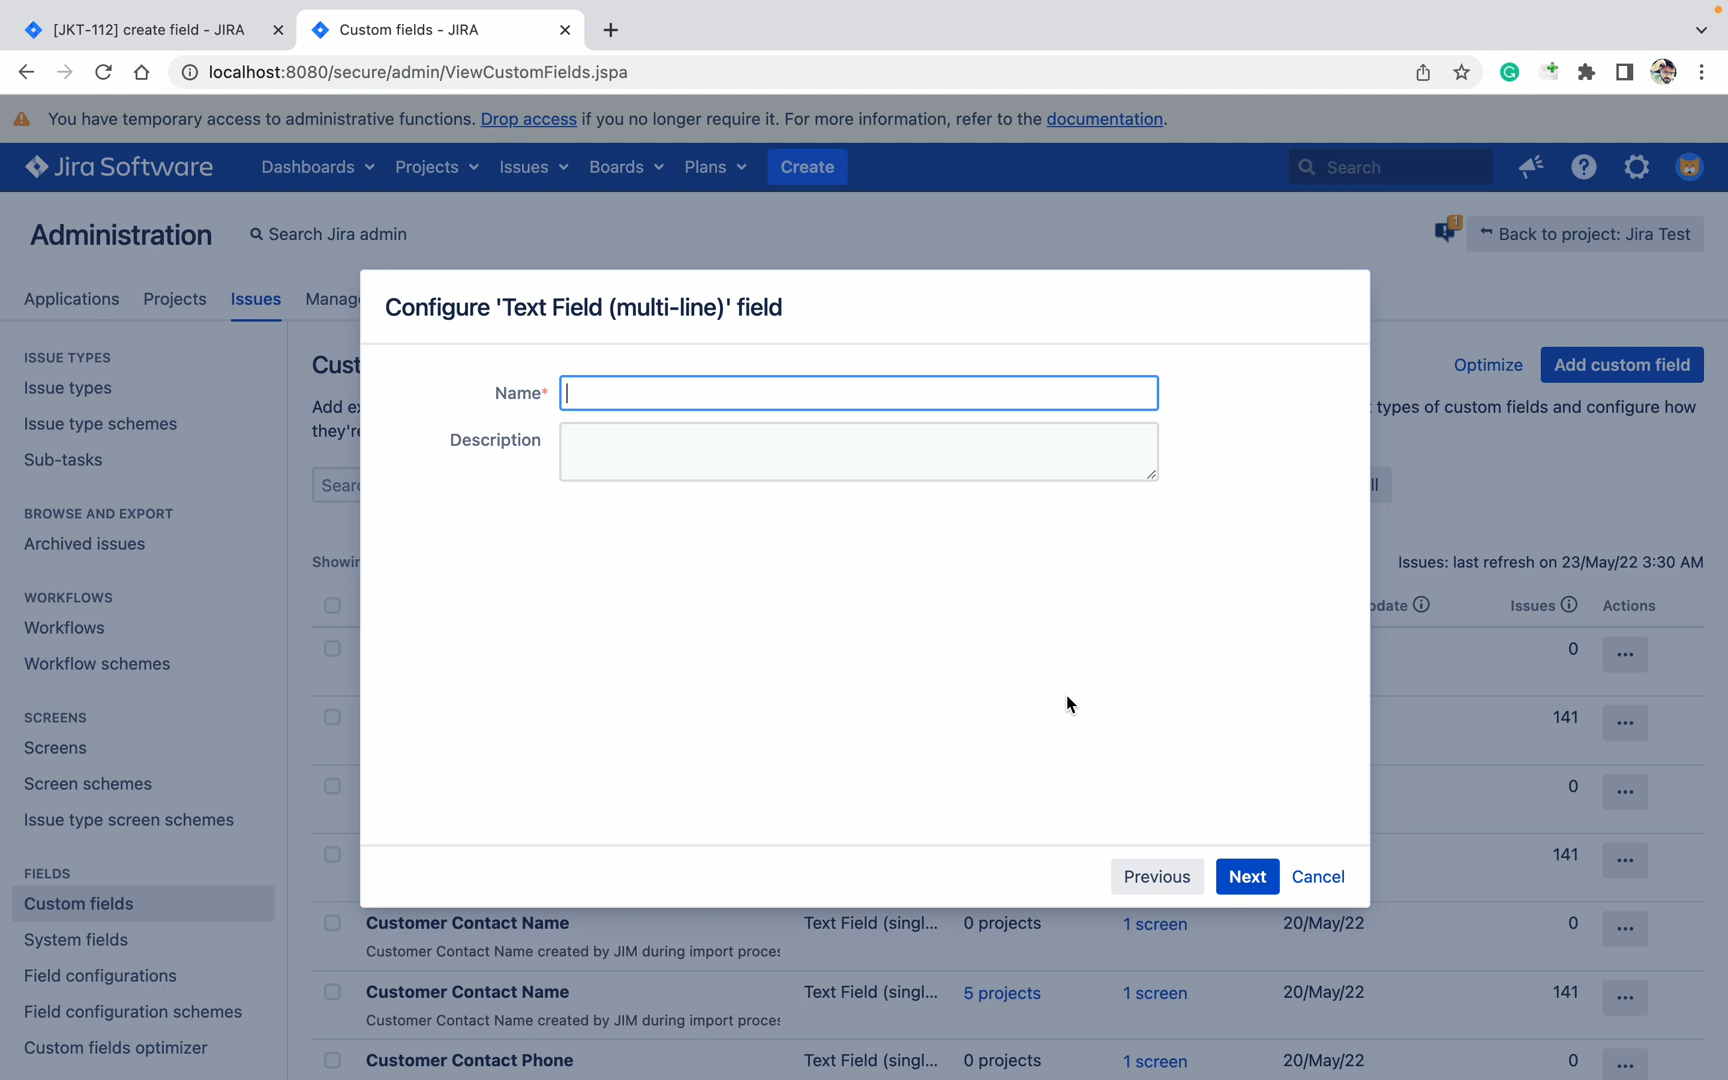 [JKT-112] create field - JIRA
Custom fields - JIRA
localhost:8080/secure/admin/ViewCustomFields.jspa
You have temporary access to administrative functions. Drop access if you no longer require it. For more information, refer to the documentation.
Jira Software
Dashboards
Projects
Issues
Boards
Plans
Create
Search
Administration
Search Jira admin
1
Back to project: Jira Test
Applications
Projects
Issues
Manag
Configure 'Text Field (multi-line)' field
ISSUE TYPES
Issue types
Issue type schemes
Sub-tasks
BROWSE AND EXPORT
Archived issues
WORKFLOWS
Workflows
Workflow schemes
SCREENS
Screens
Screen schemes
Issue type screen schemes
FIELDS
Custom fields
System fields
Field configurations
Field configuration schemes
Custom fields optimizer
Cust
Optimize
Add custom field
Add ex
types of custom fields and configure how
they're
Sear
ll
Name*
Description
Showin
Issues: last refresh on 23/May/22 3:30 AM
pdate
Issues
Actions
0
141
0
141
Previous
Next
Cancel
Customer Contact Name
Text Field (singl...
0 projects
1 screen
20/May/22
0
Customer Contact Name created by JIM during import proces
Customer Contact Name
Text Field (singl...
5 projects
1 screen
20/May/22
141
Customer Contact Name created by JIM during import proces
Customer Contact Phone
Text Field (singl...
0 projects
1 screen
20/May/22
0